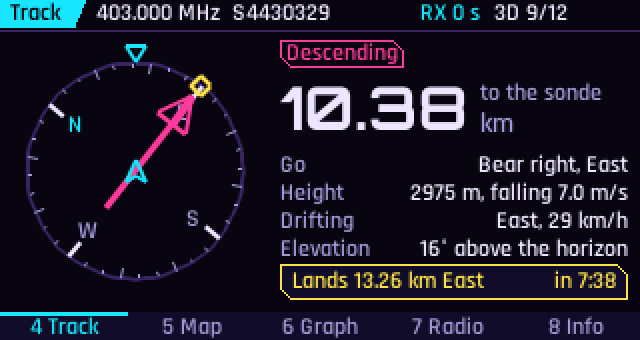 Track 403.000 MHz S4430329 RX 0 s 3D 9/12
Descending
10.38 to the sonde km
N
W
S
Go Bear right, East
Height 2975 m, falling 7.0 m/s
Drifting East, 29 km/h
Elevation 16° above the horizon
Lands 13.26 km East in 7:38
4 Track 5 Map 6 Graph 7 Radio 8 Info